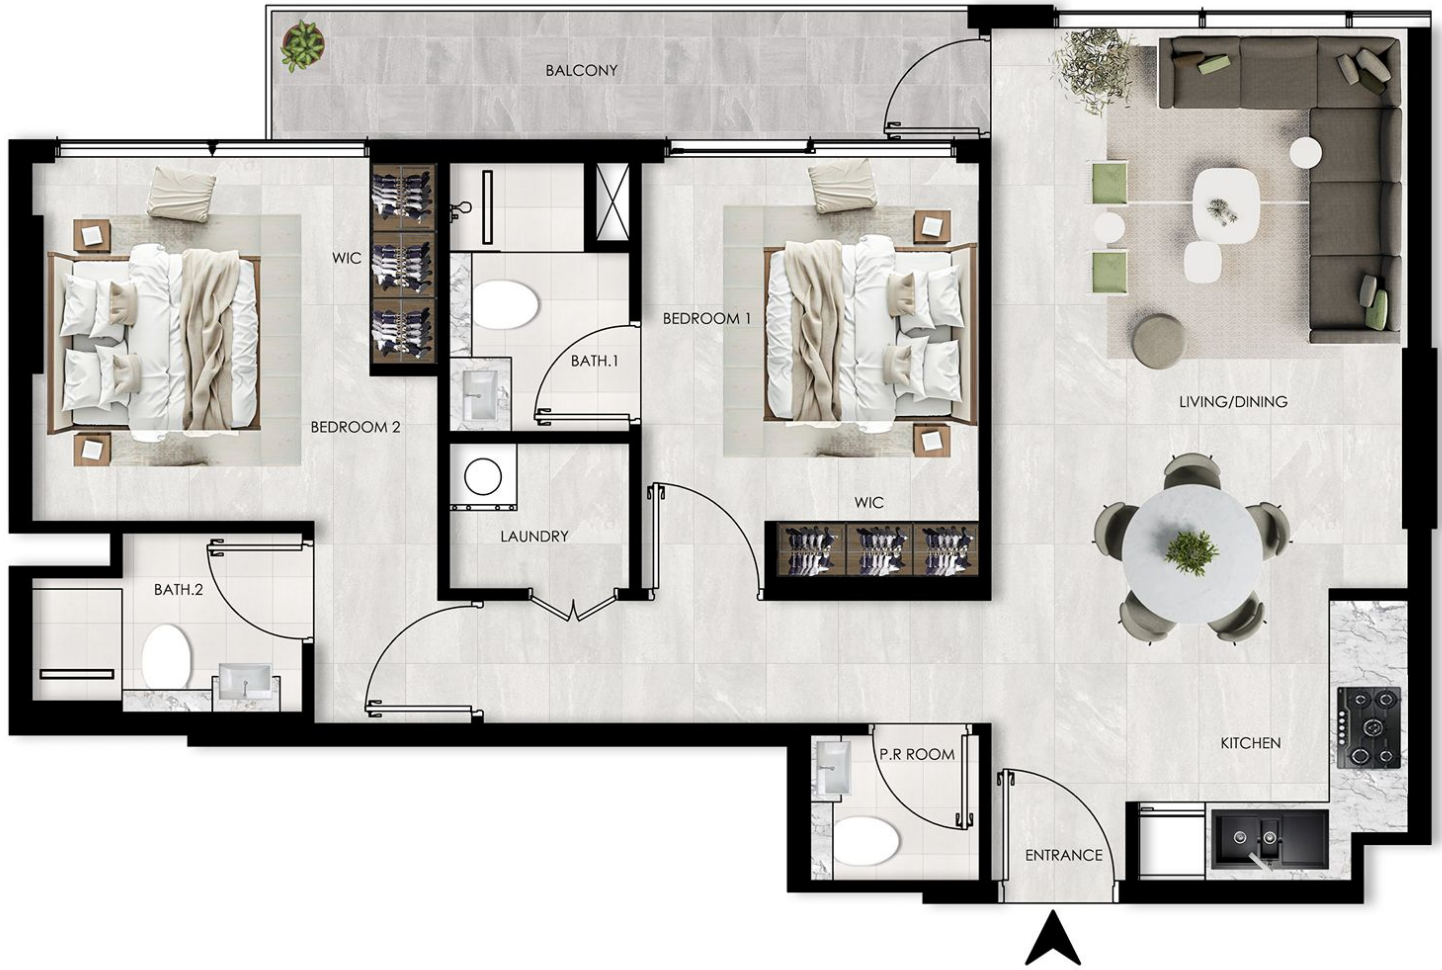 BALCONY
WIC
BEDROOM 1
BATH.1
LIVING/DINING
BEDROOM 2
WIC
LAUNDRY
BATH.2
KITCHEN
P.R ROOM
ENTRANCE